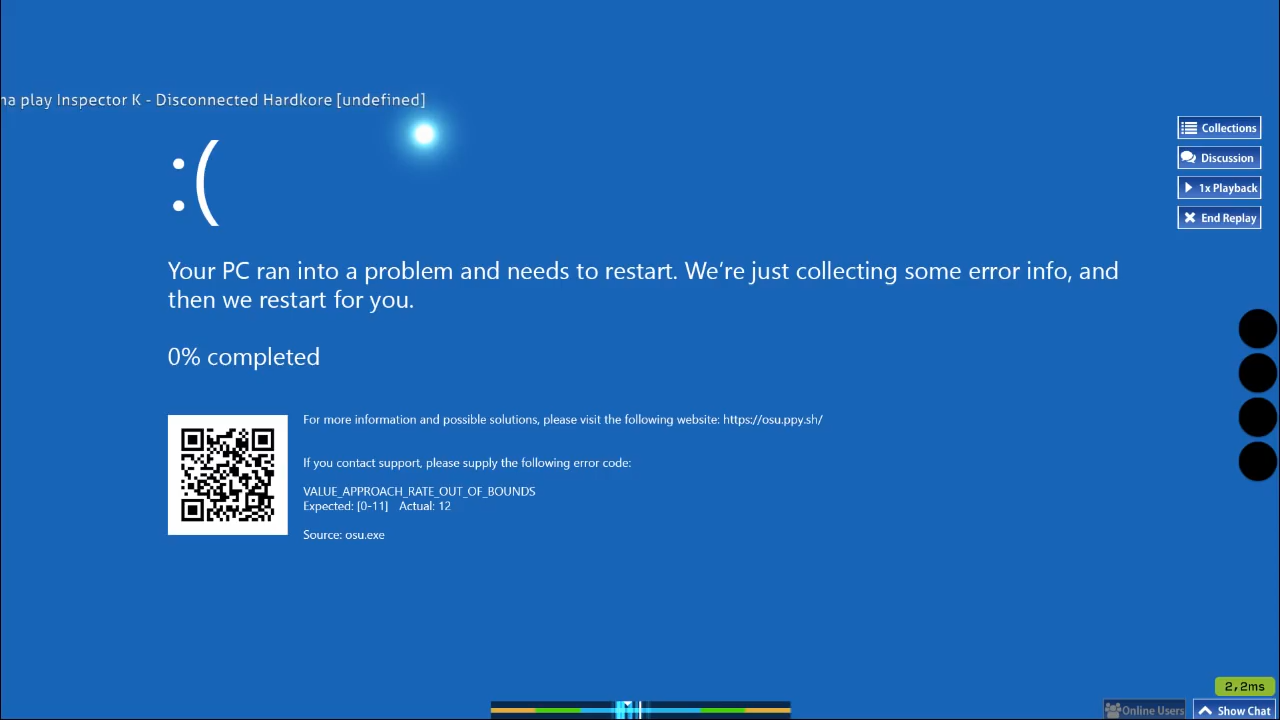 na play Inspector K - Disconnected Hardkore [undefined]
:(
Collections
Discussion
1x Playback
End Replay
Your PC ran into a problem and needs to restart. We're just collecting some error info, and
then we restart for you.
0% completed
For more information and possible solutions, please visit the following website: https://osu.ppy.sh/
If you contact support, please supply the following error code:
VALUE_APPROACH_RATE_OUT_OF_BOUNDS
Expected: [0-11] Actual: 12
Source: osu.exe
2,2ms
Online Users
Show Chat